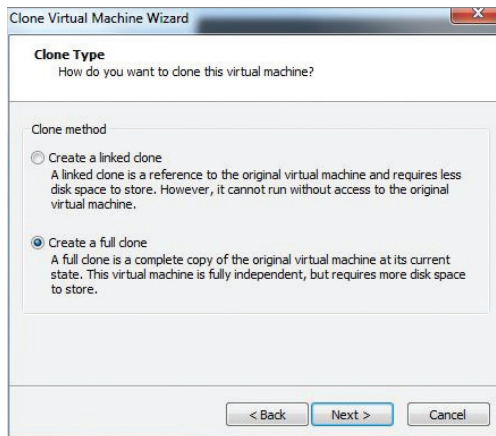 Clone Virtual Machine Wizard
Clone Type
How do you want to clone this virtual machine?
Clone method
Create a linked clone
A linked clone is a reference to the original virtual machine and requires less
disk space to store. However, it cannot run without access to the original
virtual machine.
Create a full clone
A full clone is a complete copy of the original virtual machine at its current
state. This virtual machine is fully independent, but requires more disk space
to store.
< Back Next > Cancel